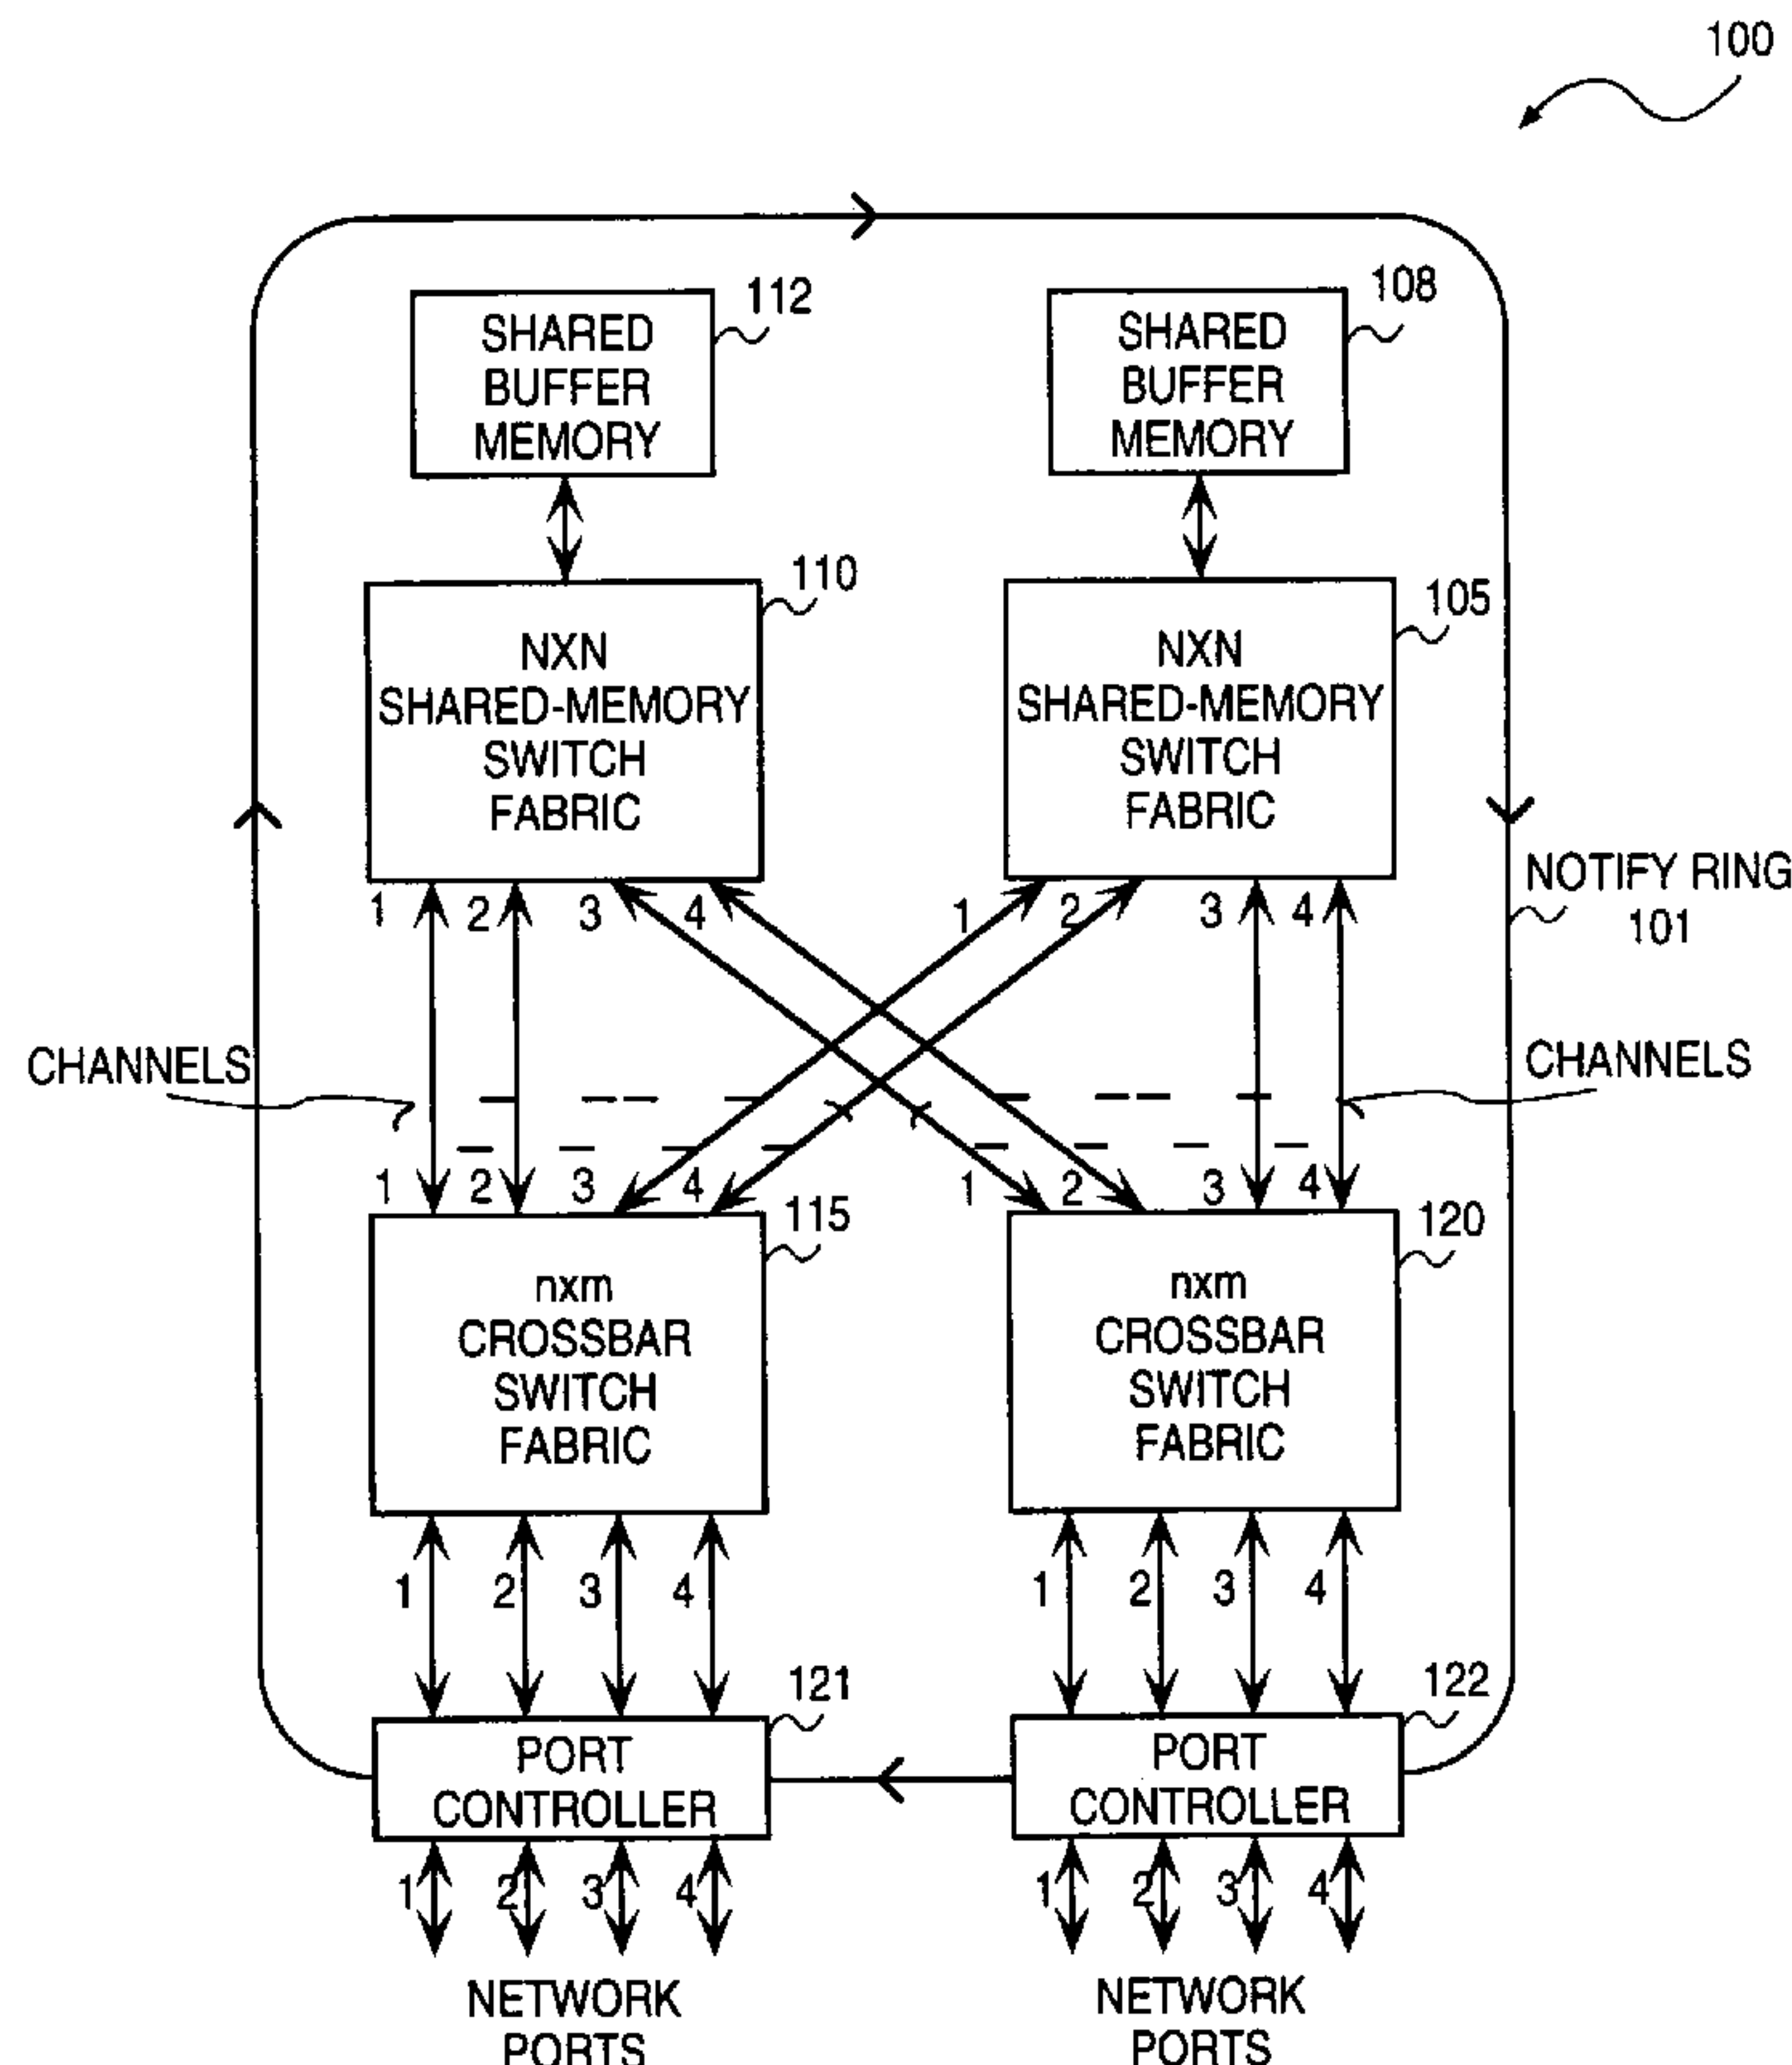 100
112
108
SHARED
BUFFER
MEMORY
SHARED
BUFFER
MEMORY
110
105
NXN
SHARED-MEMORY
SWITCH
FABRIC
NXN
SHARED-MEMORY
SWITCH
FABRIC
NOTIFY RING
101
1 2 3 4
1 2 3 4
CHANNELS
CHANNELS
1 2 3 4
1 2 3 4
115
120
nxm
CROSSBAR
SWITCH
FABRIC
nxm
CROSSBAR
SWITCH
FABRIC
1 2 3 4
1 2 3 4
121
122
PORT
CONTROLLER
PORT
CONTROLLER
1 2 3 4
1 2 3 4
NETWORK
PORTS
NETWORK
PORTS